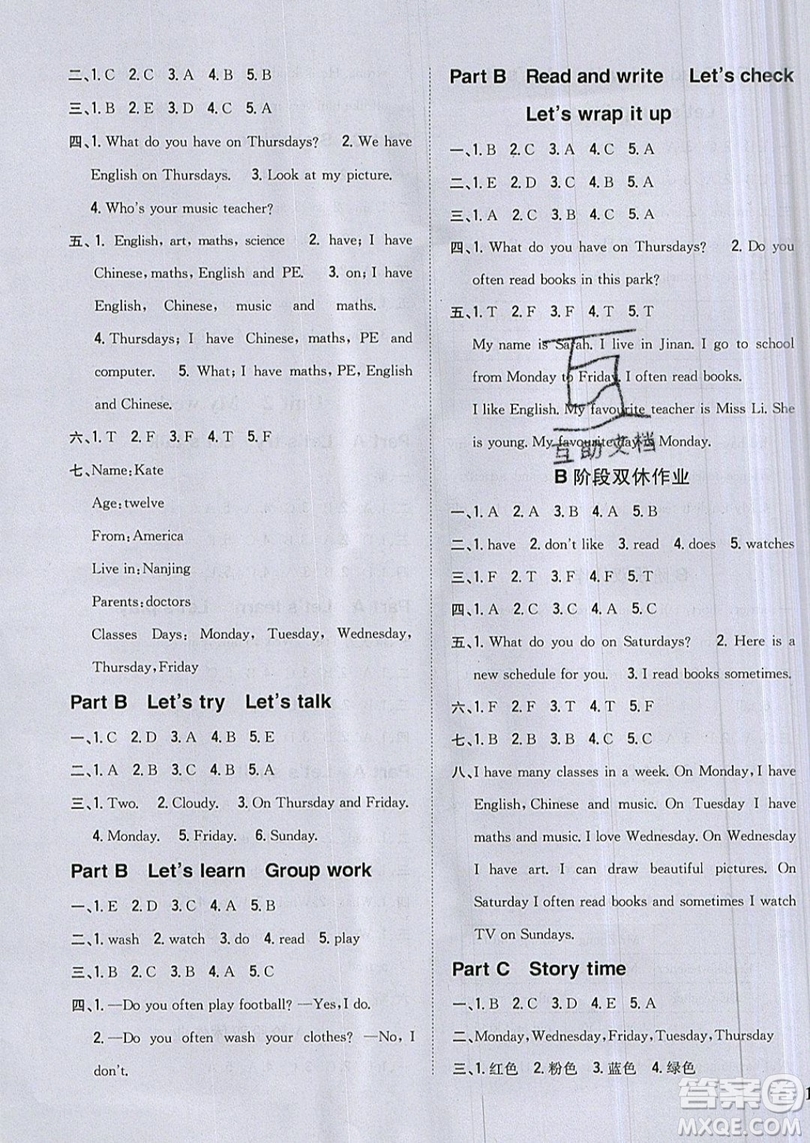 二、1. C 2. C 3. A 4. B 5. B
三、1. B 2. E 3. D 4. C 5. A
四、1. What do you have on Thursdays? 2. We have
English on Thursdays. 3. Look at my picture.
4. Who's your music teacher?
五、1. English, art, maths, science 2. have; I have
Chinese, maths, English and PE. 3. on; I have
English, Chinese, music and maths.
4. Thursdays; I have Chinese, maths, PE and
computer. 5. What; I have maths, PE, English
and Chinese.
六、1. T 2. F 3. F 4. T 5. F
七、Name: Kate
Age: twelve
From: America
Live in: Nanjing
Parents: doctors
Classes Days: Monday, Tuesday, Wednesday,
Thursday, Friday
Part B Let's try Let's talk
一、1. C 2. D 3. A 4. B 5. E
二、1. A 2. A 3. B 4. B 5. A
三、1. Two. 2. Cloudy. 3. On Thursday and Friday.
4. Monday. 5. Friday. 6. Sunday.
Part B Let's learn Group work
一、1. E 2. D 3. C 4. A 5. B
二、1. wash 2. watch 3. do 4. read 5. play
三、1. B 2. A 3. A 4. B 5. C
四、1. —Do you often play football? —Yes, I do.
2. —Do you often wash your clothes? —No, I
don't.
Part B Read and write Let's check
Let's wrap it up
一、1. B 2. C 3. A 4. C 5. A
二、1. E 2. D 3. A 4. B 5. C
三、1. A 2. C 3. B 4. C 5. A
四、1. What do you have on Thursdays? 2. Do you
often read books in this park?
五、1. T 2. F 3. F 4. T 5. T
My name is Sarah. I live in Jinan. I go to school
from Monday to Friday. I often read books.
I like English. My favourite teacher is Miss Li. She
is young. My favourite day is Monday.
互助文档
B 阶段双休作业
一、1. A 2. A 3. B 4. A 5. B
二、1. have 2. don't like 3. read 4. does 5. watches
三、1. B 2. C 3. B 4. C 5. A
四、1. A 2. C 3. A 4. C 5. A
五、1. What do you do on Saturdays? 2. Here is a
new schedule for you. 3. I read books sometimes.
六、1. F 2. T 3. F 4. T 5. F
七、1. B 2. C 3. A 4. B 5. C
八、I have many classes in a week. On Monday, I have
English, Chinese and music. On Tuesday I have
maths and music. I love Wednesday. On Wednesday
I have art. I can draw beautiful pictures. On
Saturday I often read books and sometimes I watch
TV on Sundays.
Part C Story time
一、1. B 2. C 3. D 4. E 5. A
二、Monday, Wednesday, Friday, Tuesday, Thursday
三、1. 红色 2. 粉色 3. 蓝色 4. 绿色
答案圈
MXQE.COM
1